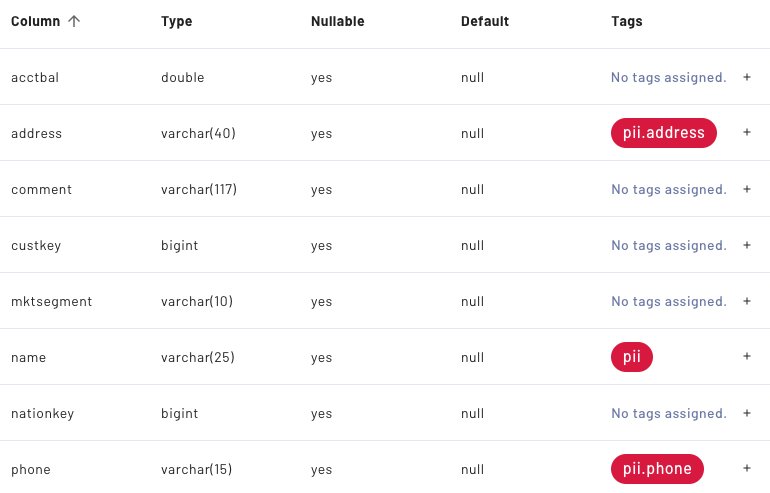 Column ↑ Type Nullable Default Tags
acctbal double yes null No tags assigned. +
address varchar(40) yes null pii.address +
comment varchar(117) yes null No tags assigned. +
custkey bigint yes null No tags assigned. +
mktsegment varchar(10) yes null No tags assigned. +
name varchar(25) yes null pii +
nationkey bigint yes null No tags assigned. +
phone varchar(15) yes null pii.phone +